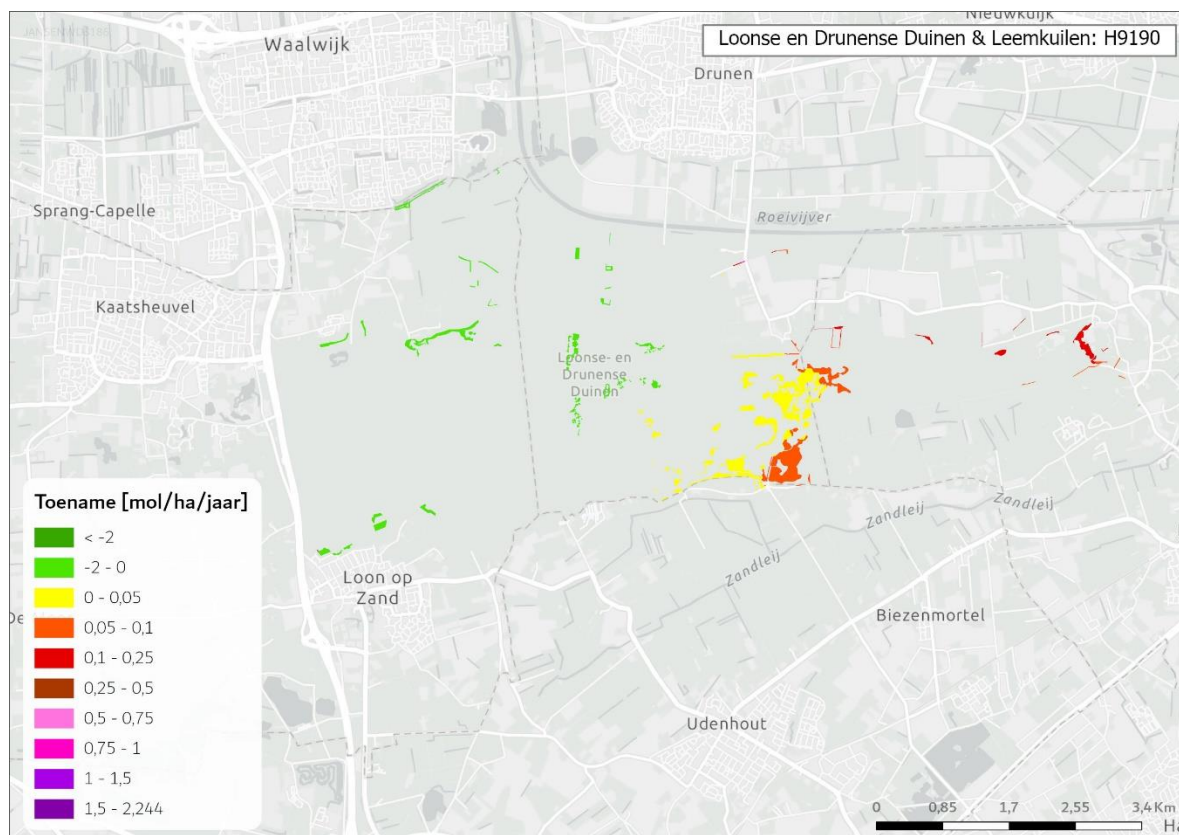 Nieuwkuijk
Loonse en Drunense Duinen & Leemkuilen: H9190
Waalwijk
Drunen
Sprang-Capelle
Roeivijver
Kaatsheuvel
Loonse- en
Drunense
Duinen
Toename [mol/ha/jaar]
< -2
-2 - 0
0 - 0,05
0,05 - 0,1
0,1 - 0,25
0,25 - 0,5
0,5 - 0,75
0,75 - 1
1 - 1,5
1,5 - 2,244
Zandleij
Zandleij
Zandleij
Loon op
Zand
De
Biezenmortel
Udenhout
0 0,85 1,7 2,55 3,4 Km
Ha